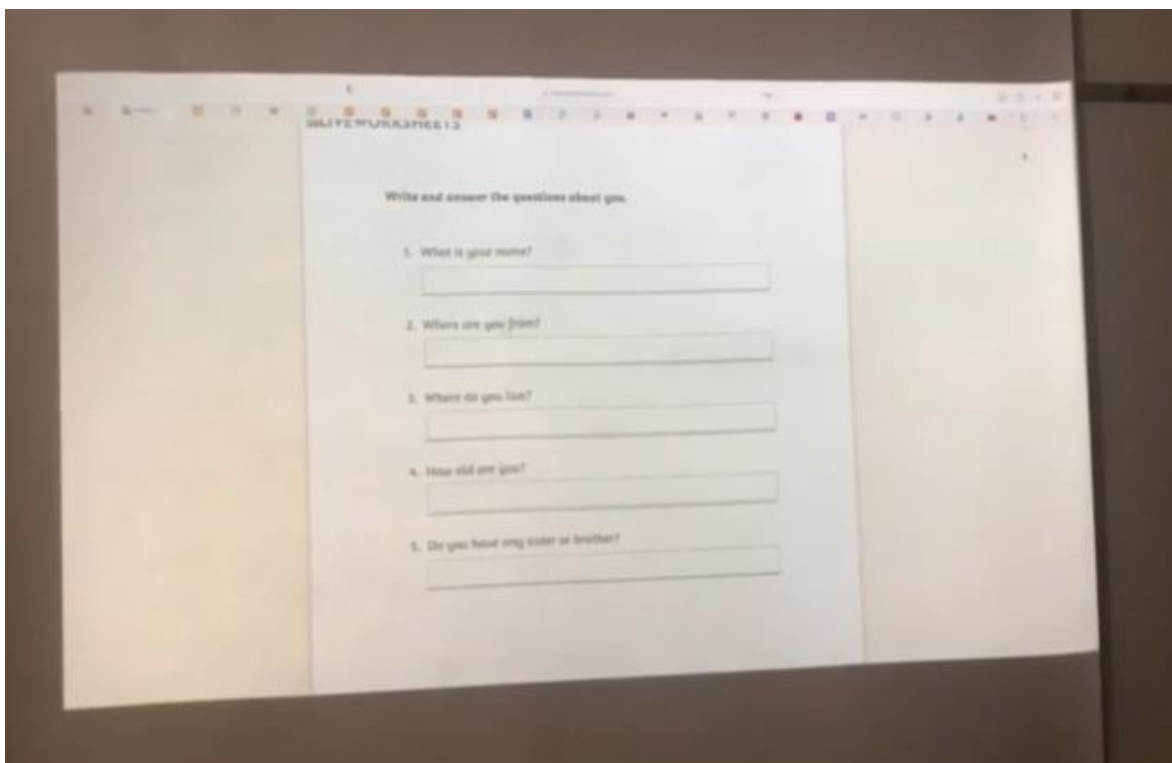 LIVEWORKSHEETS
Write and answer the questions about you.
1. What is your name?
2. Where are you from?
3. Where do you live?
4. How old are you?
5. Do you have any sister or brother?